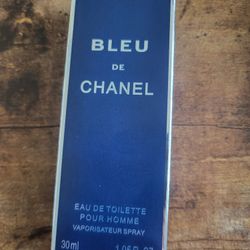 BLEU
DE
CHANEL
EAU DE TOILETTE
POUR HOMME
VAPORISATEUR SPRAY
30ml